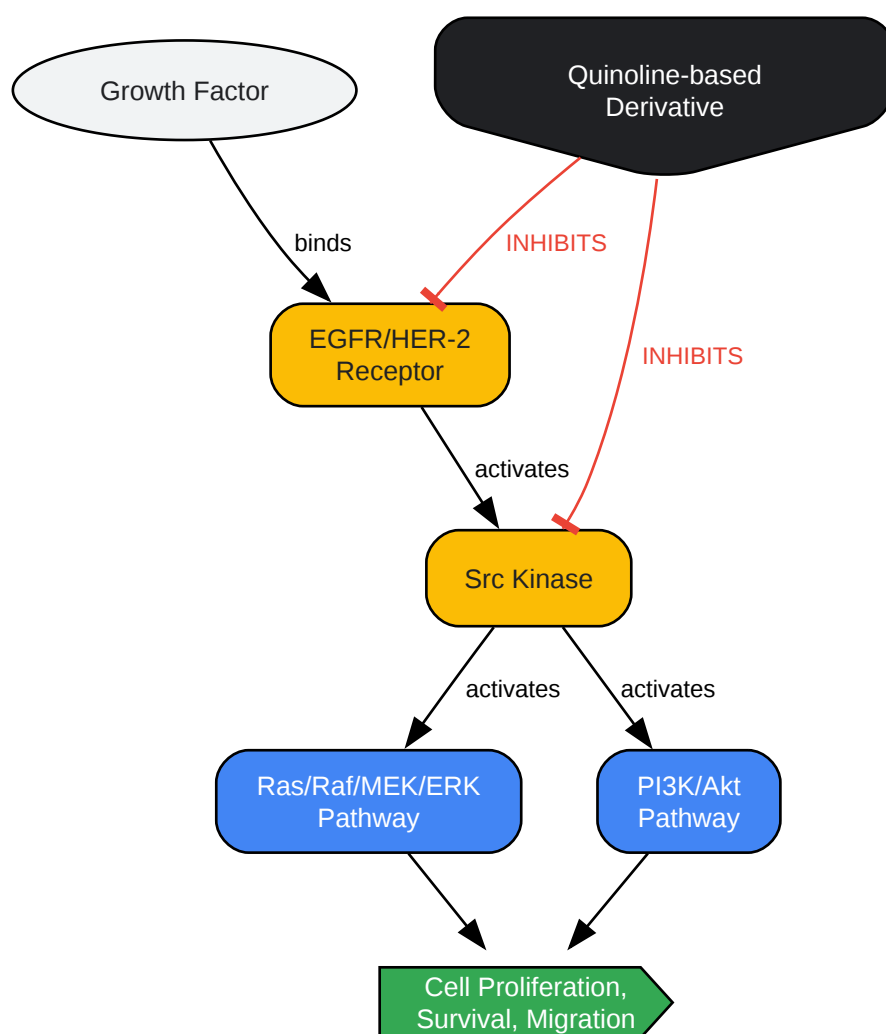 Growth Factor
Quinoline-based
Derivative
binds
INHIBITS
EGFR/HER-2
Receptor
INHIBITS
activates
Src Kinase
activates
activates
Ras/Raf/MEK/ERK
Pathway
PI3K/Akt
Pathway
Cell Proliferation,
Survival, Migration